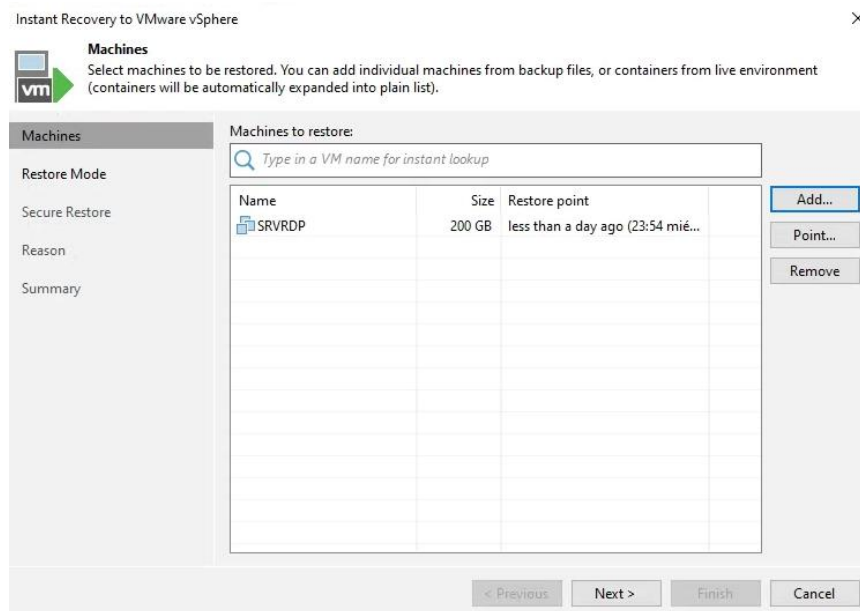 Instant Recovery to VMware vSphere
Machines
Select machines to be restored. You can add individual machines from backup files, or containers from live environment
(containers will be automatically expanded into plain list).
vm
Machines
Restore Mode
Secure Restore
Reason
Summary
Machines to restore:
Type in a VM name for instant lookup
Name Size Restore point
SRVRDP 200 GB less than a day ago (23:54 mié...
Add...
Point...
Remove
< Previous Next > Finish Cancel